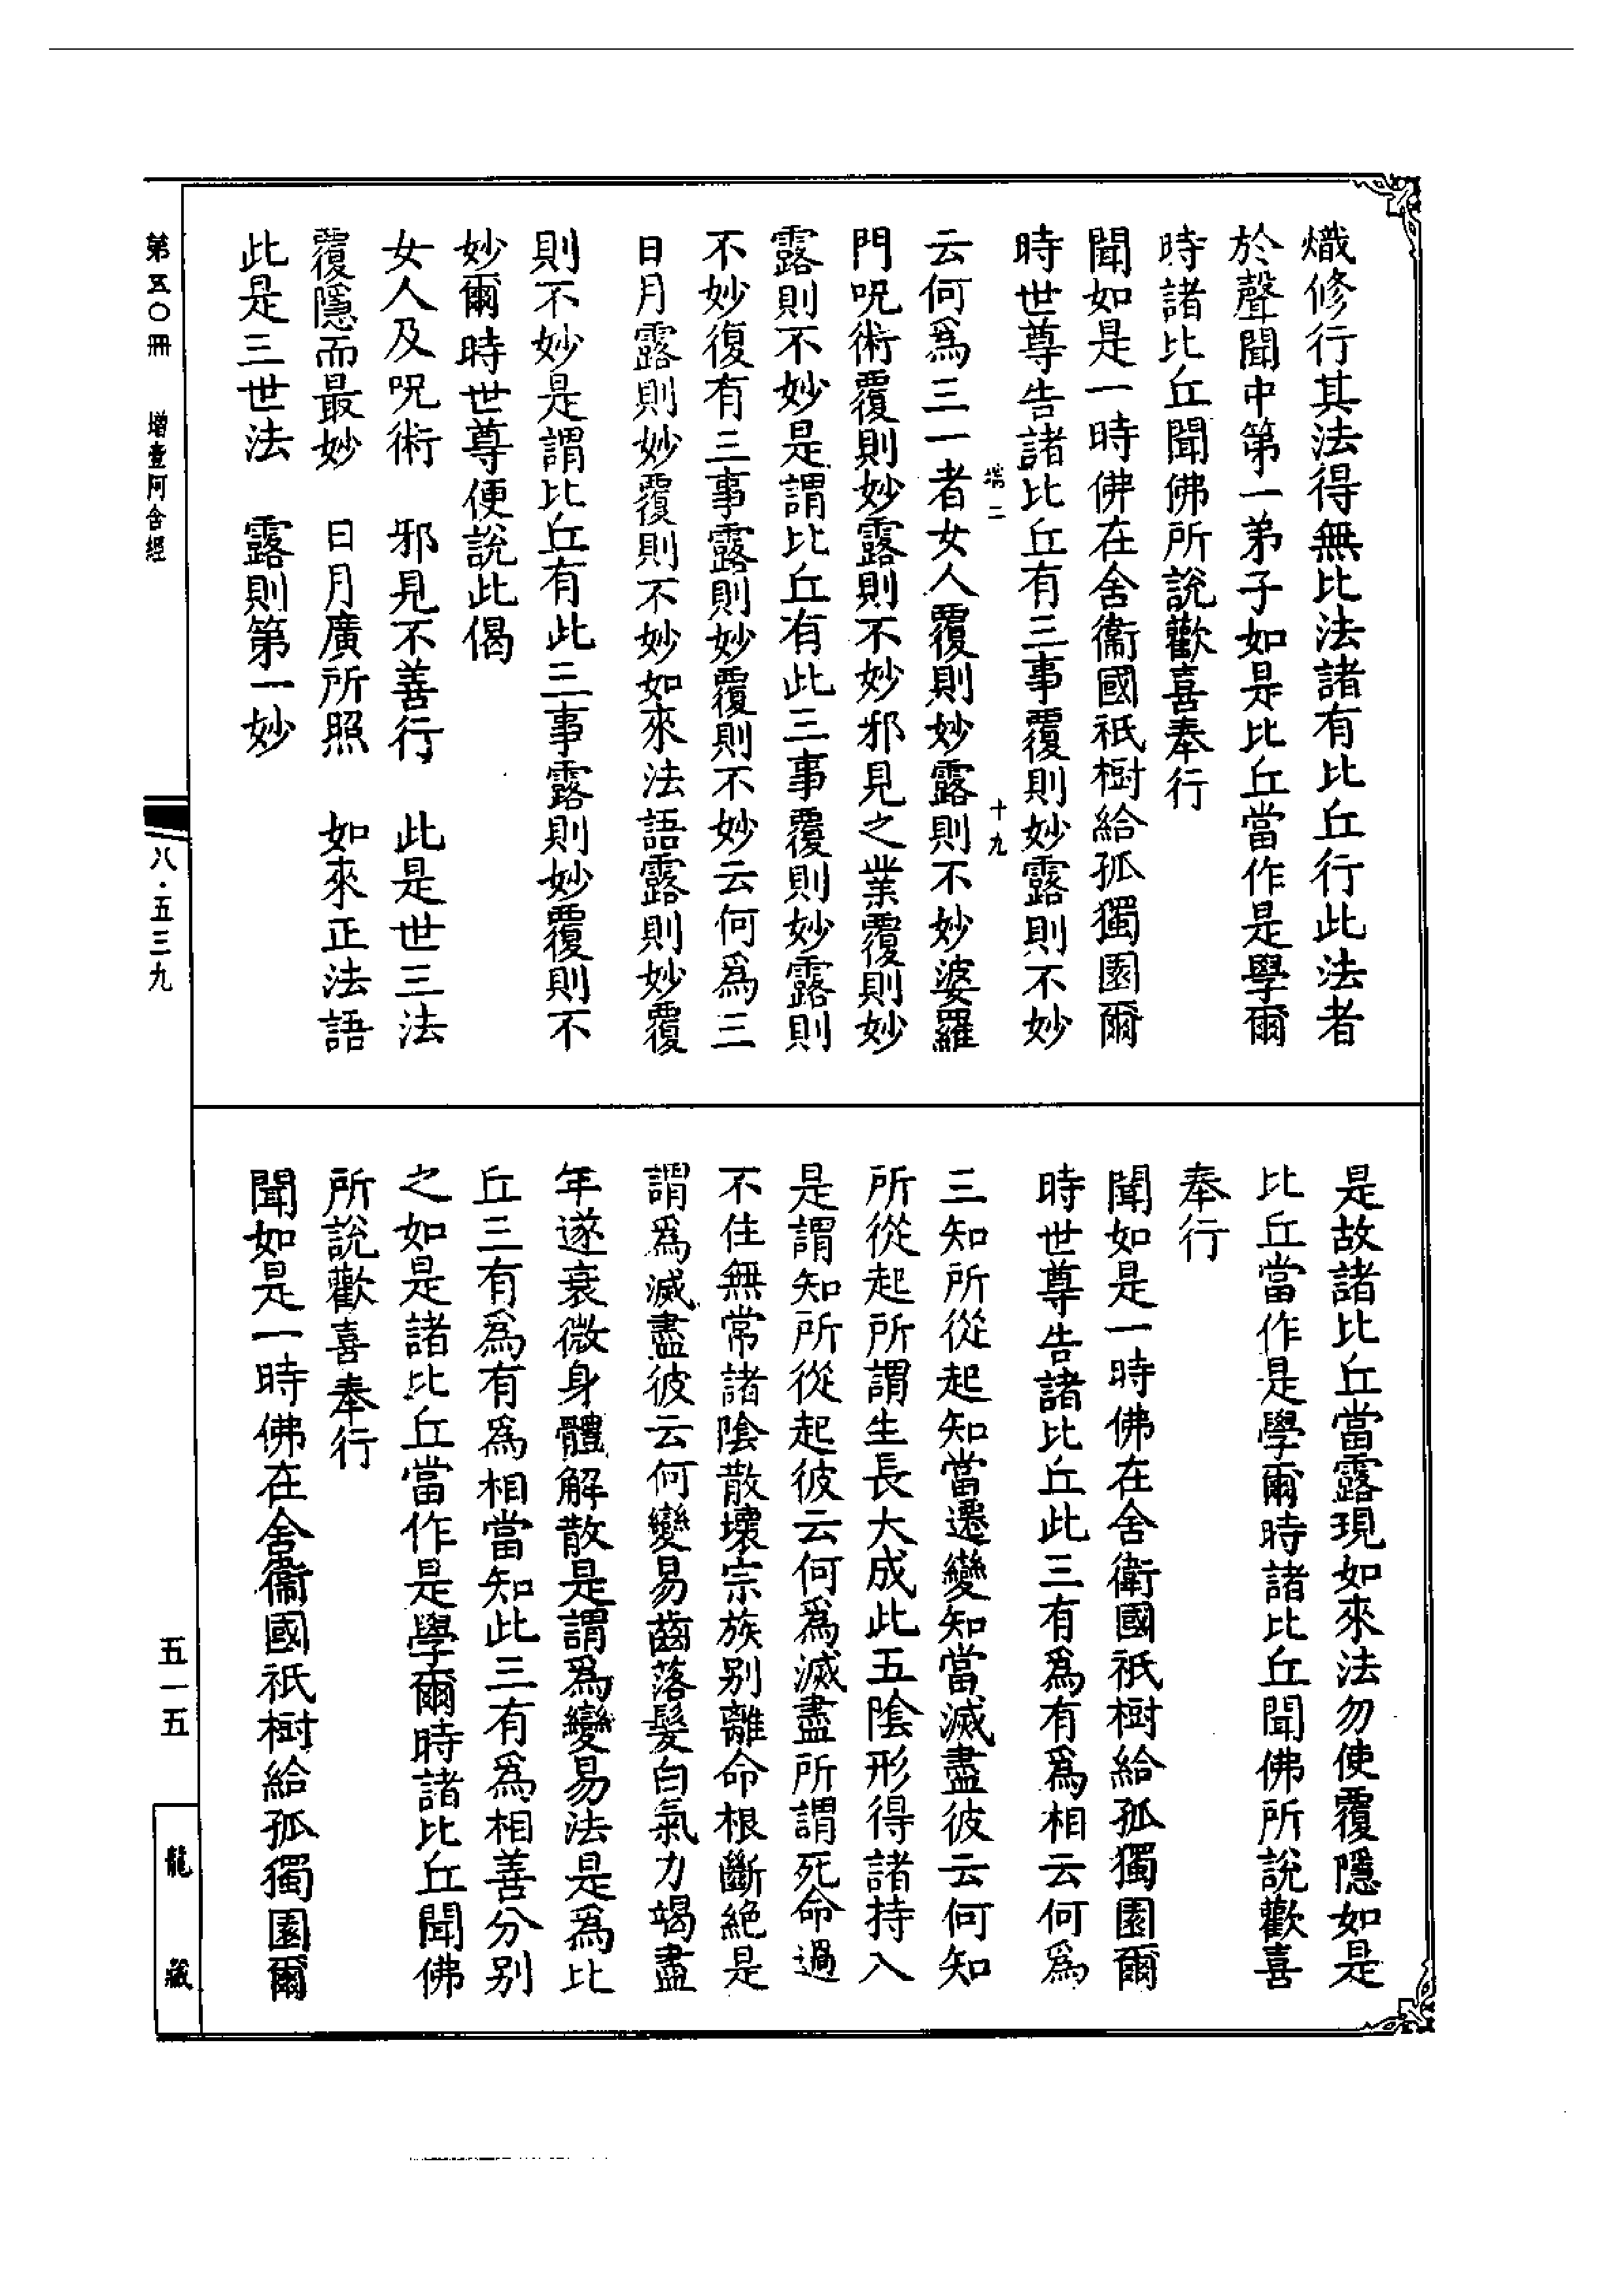 熾修行其法得無比法諸有比丘行此法者
於聲聞中第一弟子如是比丘當作是學爾
時諸比丘聞佛所說歡喜奉行
聞如是一時佛在舍衞國祇樹給孤獨園爾
時世尊告諸比丘有三事覆則妙露則不妙
十九
云何爲三一者女人覆則妙露則不妙婆羅
門呪術覆則妙露則不妙邪見之業覆則妙
露則不妙是謂比丘有此三事覆則妙露則
不妙復有三事露則妙覆則不妙云何爲三
日月露則妙覆則不妙如來法語露則妙覆
則不妙是謂比丘有此三事露則妙覆則不
妙爾時世尊便說此偈
女人及呪術　邪見不善行　此是世三法
覆隱而最妙　日月廣所照　如來正法語
此是三世法　露則第一妙
是故諸比丘當露現如來法勿使覆隱如是
比丘當作是學爾時諸比丘聞佛所說歡喜
奉行
聞如是一時佛在舍衛國祇樹給孤獨園爾
時世尊告諸比丘此三有爲有爲相云何爲
三知所從起知當遷變知當滅盡彼云何知
所從起所謂生長大成此五陰形得諸持入
是謂知所從起彼云何爲滅盡所謂死命過
不住無常諸陰散壞宗族别離命根斷絶是
謂爲滅盡彼云何變易齒落髮白氣力竭盡
年遂衰微身體解散是謂爲變易法是爲比
丘三有爲有爲相當知此三有爲相善分别
之如是諸比丘當作是學爾時諸比丘聞佛
所說歡喜奉行
聞如是一時佛在舍衞國祇樹給孤獨園爾
第五〇冊　增壹阿含經
八·五三九
五一五
龍藏